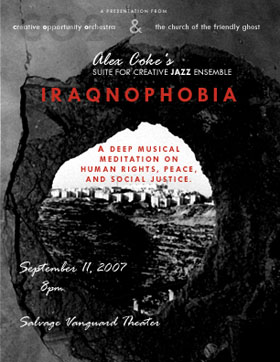 A PRESENTATION FROM
creative opportunity orchestra & the church of the friendly ghost
Alex Coke's
SUITE FOR CREATIVE JAZZ ENSEMBLE
IRAQNOPHOBIA
A DEEP MUSICAL
MEDITATION ON
HUMAN RIGHTS, PEACE,
AND SOCIAL JUSTICE.
September 11, 2007
8pm
Salvage Vanguard Theater